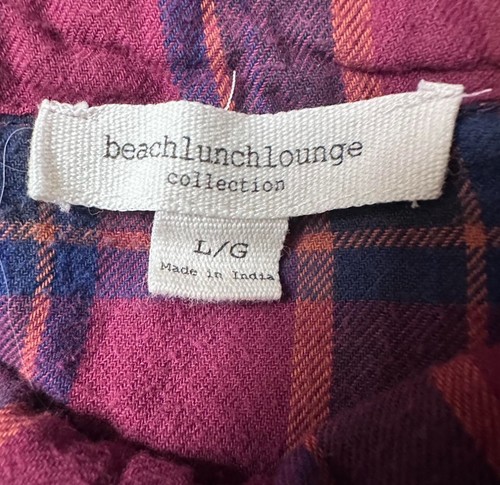 beachlunchlounge
collection
L/G
Made in India